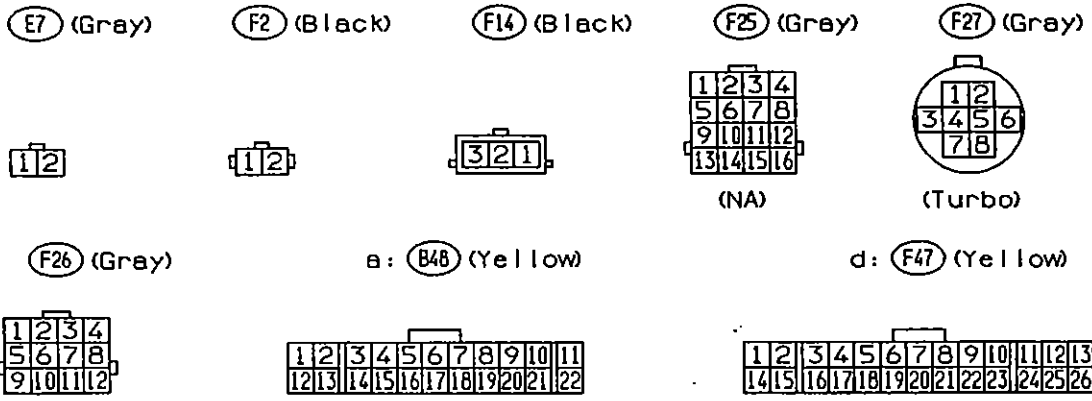 E7 (Gray) F2 (Black) F14 (Black) F25 (Gray) F27 (Gray)
1 2 3 4 1 2
5 6 7 8 3 4 5 6
1 2 1 2 3 2 1 9 10 11 12 7 8
13 14 15 16
(NA) (Turbo)
F26 (Gray) a: B48 (Yellow) d: F47 (Yellow)
1 2 3 4
5 6 7 8 1 2 3 4 5 6 7 8 9 10 11 1 2 3 4 5 6 7 8 9 10 11 12 13
9 10 11 12 12 13 14 15 16 17 18 19 20 21 22 14 15 16 17 18 19 20 21 22 23 24 25 26